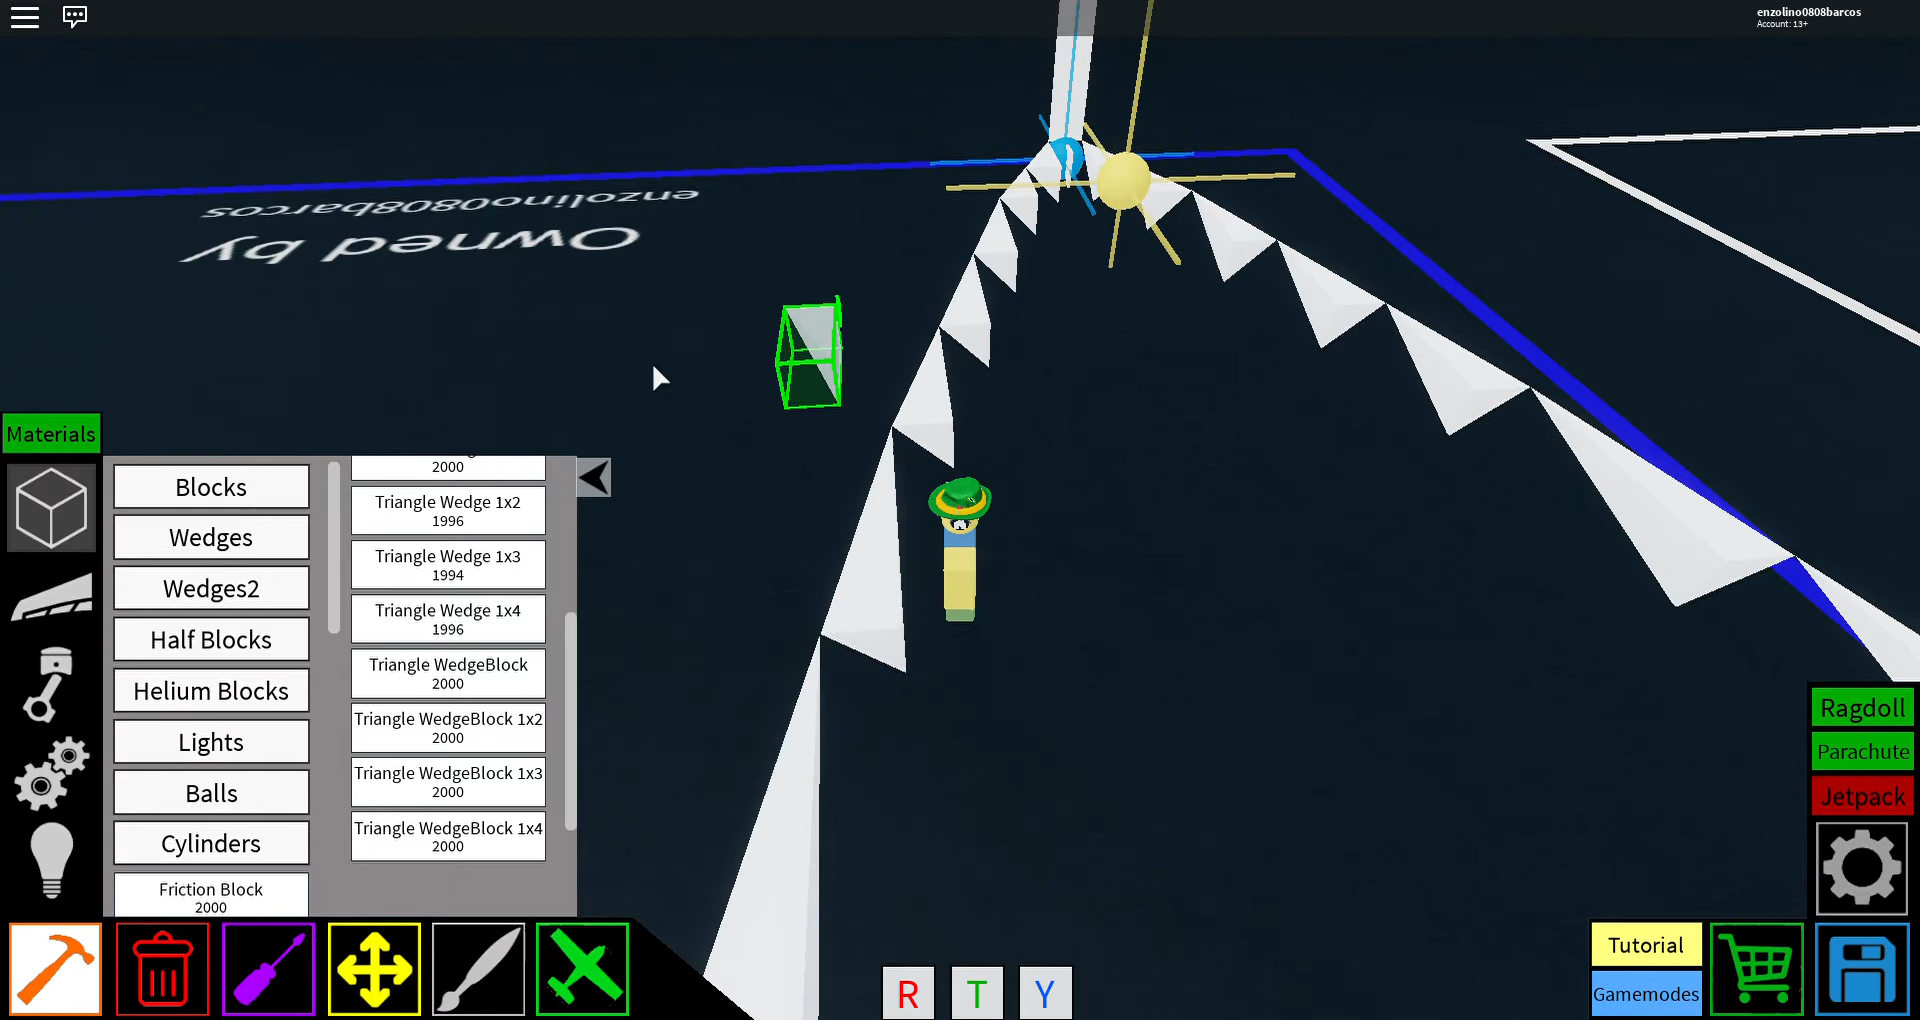 enzolino0808barcos
Account: 13+
enzolino0808barcos
Owned by
Materials
Blocks
Wedges
Wedges2
Half Blocks
Helium Blocks
Lights
Balls
Cylinders
Friction Block
2000
2000
Triangle Wedge 1x2
1996
Triangle Wedge 1x3
1994
Triangle Wedge 1x4
1996
Triangle WedgeBlock
2000
Triangle WedgeBlock 1x2
2000
Triangle WedgeBlock 1x3
2000
Triangle WedgeBlock 1x4
2000
Ragdoll
Parachute
Jetpack
Tutorial
Gamemodes
R T Y